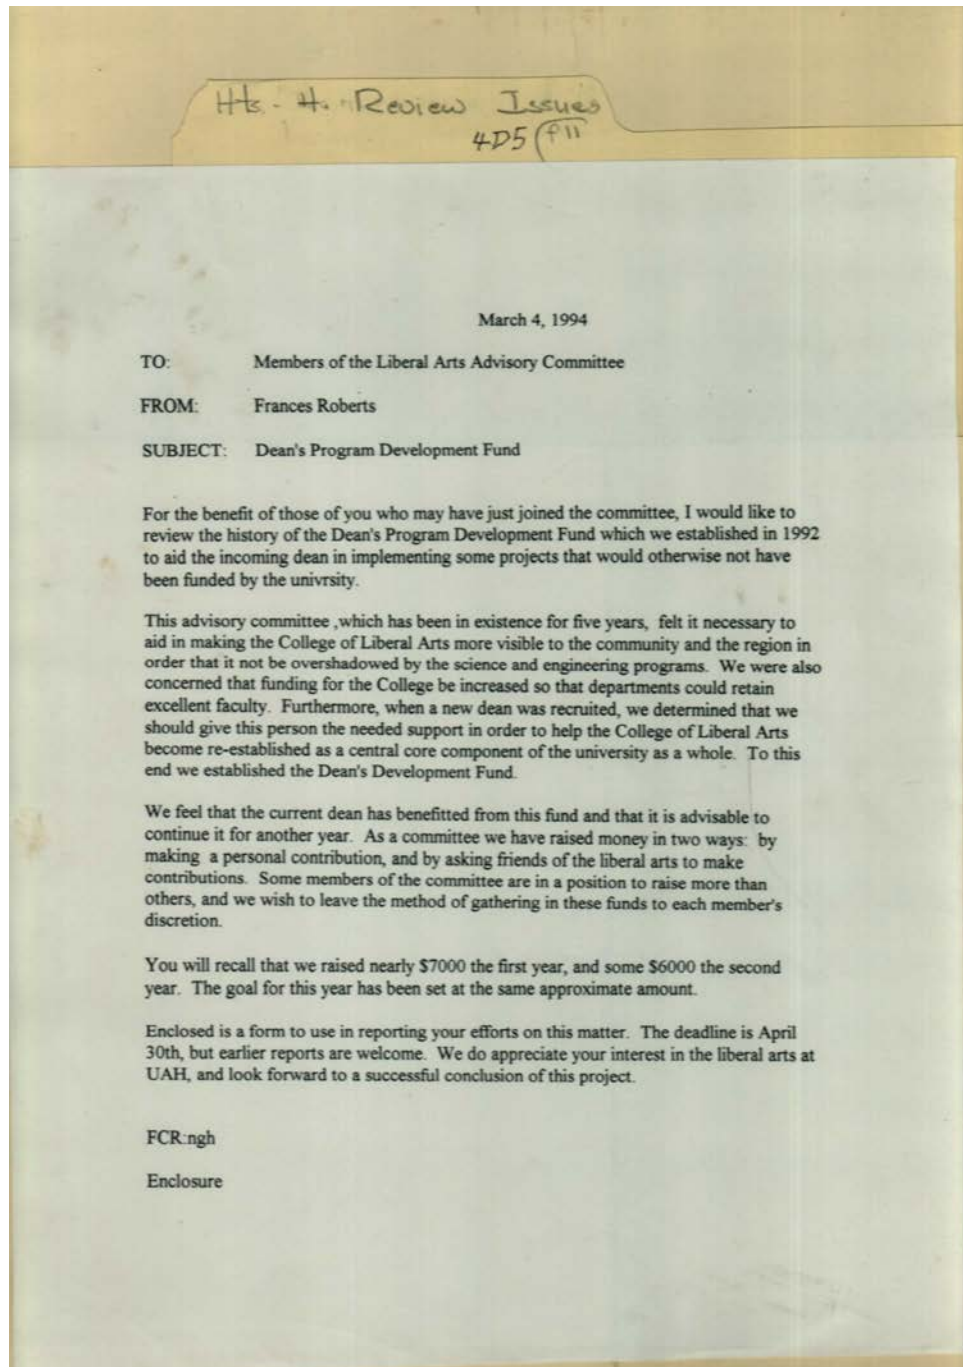 Hts. H. Review Issues
4D5 f11
March 4, 1994
TO: Members of the Liberal Arts Advisory Committee
FROM: Frances Roberts
SUBJECT: Dean's Program Development Fund
For the benefit of those of you who may have just joined the committee, I would like to
review the history of the Dean's Program Development Fund which we established in 1992
to aid the incoming dean in implementing some projects that would otherwise not have
been funded by the univrsity.
This advisory committee ,which has been in existence for five years, felt it necessary to
aid in making the College of Liberal Arts more visible to the community and the region in
order that it not be overshadowed by the science and engineering programs. We were also
concerned that funding for the College be increased so that departments could retain
excellent faculty. Furthermore, when a new dean was recruited, we determined that we
should give this person the needed support in order to help the College of Liberal Arts
become re-established as a central core component of the university as a whole. To this
end we established the Dean's Development Fund.
We feel that the current dean has benefitted from this fund and that it is advisable to
continue it for another year. As a committee we have raised money in two ways: by
making a personal contribution, and by asking friends of the liberal arts to make
contributions. Some members of the committee are in a position to raise more than
others, and we wish to leave the method of gathering in these funds to each member's
discretion.
You will recall that we raised nearly $7000 the first year, and some $6000 the second
year. The goal for this year has been set at the same approximate amount.
Enclosed is a form to use in reporting your efforts on this matter. The deadline is April
30th, but earlier reports are welcome. We do appreciate your interest in the liberal arts at
UAH, and look forward to a successful conclusion of this project.
FCR:ngh
Enclosure